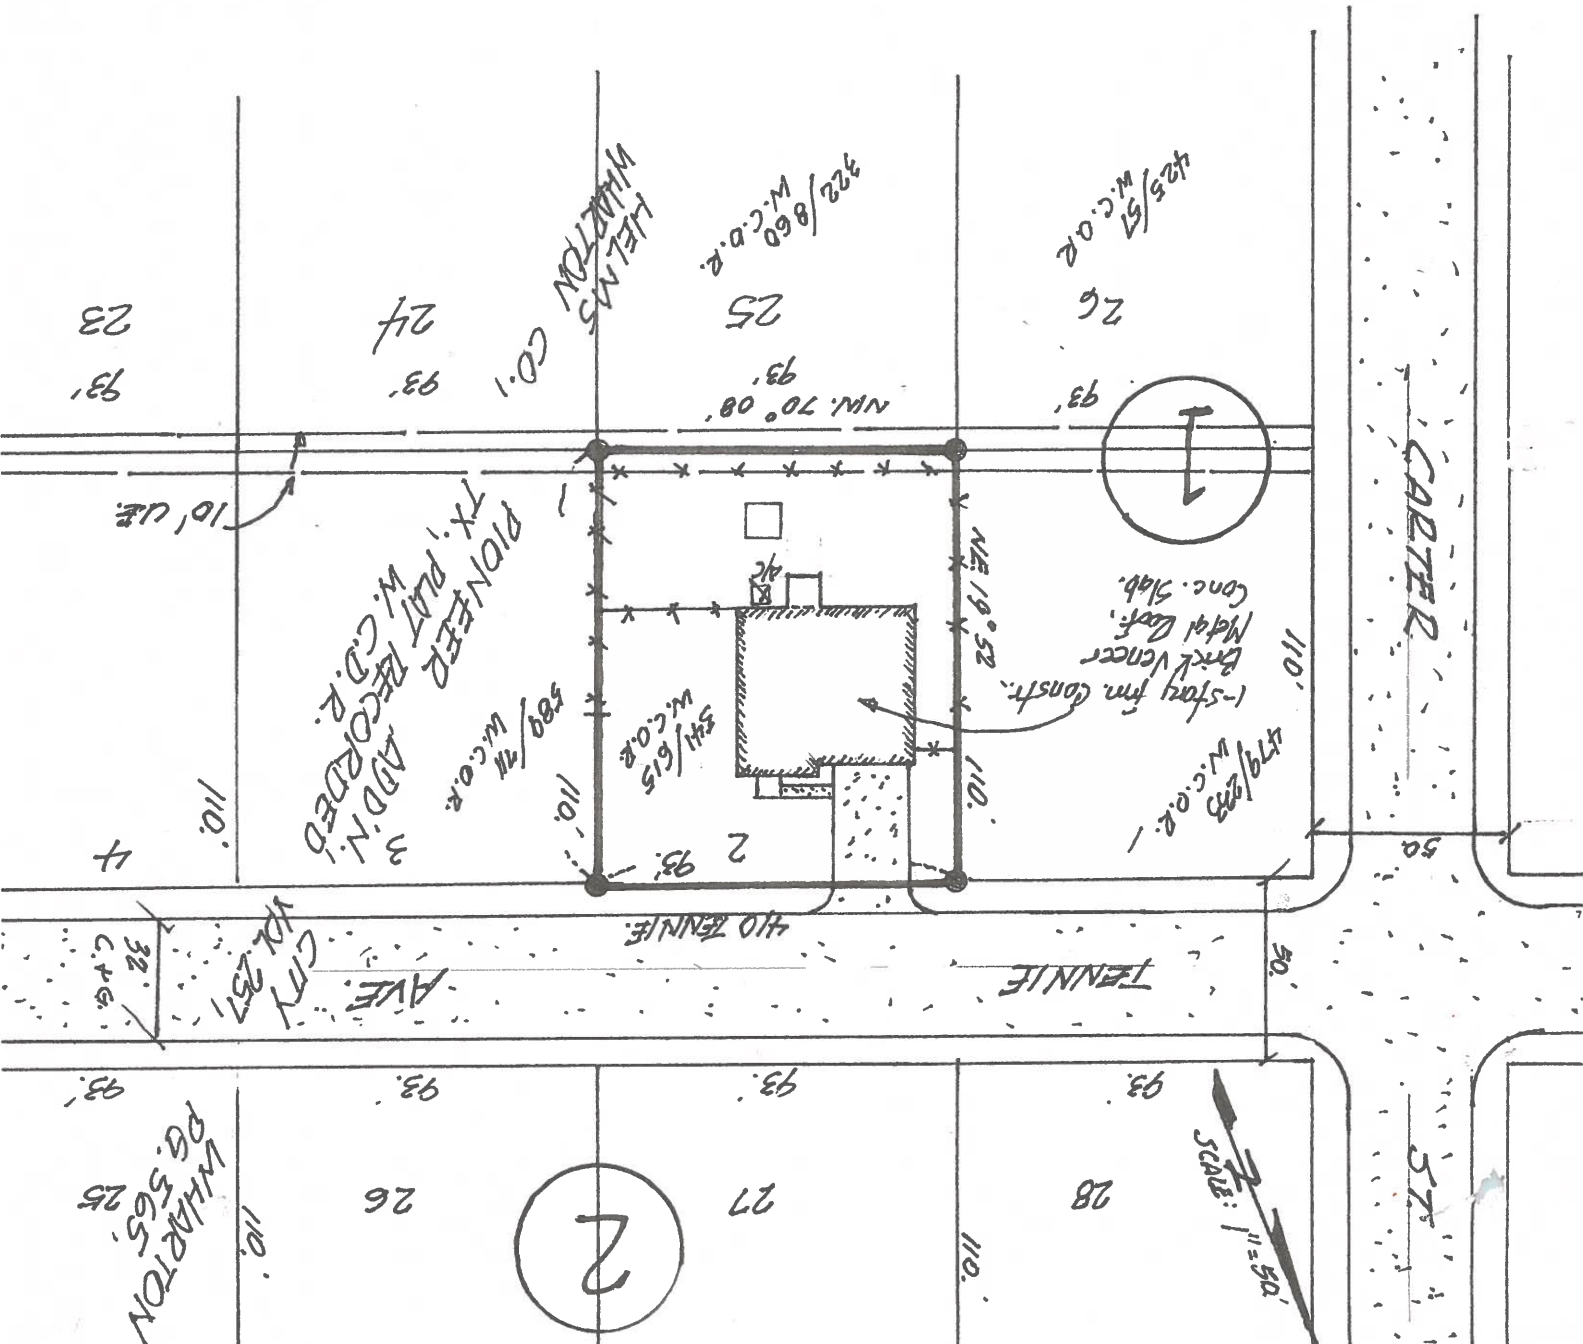 WHARTON
PG. 565.
25
93.'
26
93.'
2
27
93.'
28
93.'
110.'
110.'
SCALE: 1"=50.'
N
ST.
CITY
VOL. 257,
32.'
C. & G.
TENNIE
AVE.
410 TENNIE.
50.'
50.'
CARTER
1
479/293
W.C.O.R.
110.'
1-story frm. Constr.,
Brick Veneer
Metal Roof,
Conc. Slab.
1
2
93.'
110.'
NE. 19° 52'
541/615
W.C.O.R.
A/C
110.'
589/711
W.C.O.R.
3
PIONEER ADD'N.,
TX., PLAT RECORDED
W.C.D.R.
4
110.'
10' U.E.
NW. 70° 08'
93'
93'
93'
93'
26
25
24
23
425/57
W.C.O.R.
322/860
W.C.D.R.
HELMS
WHARTON CO.,